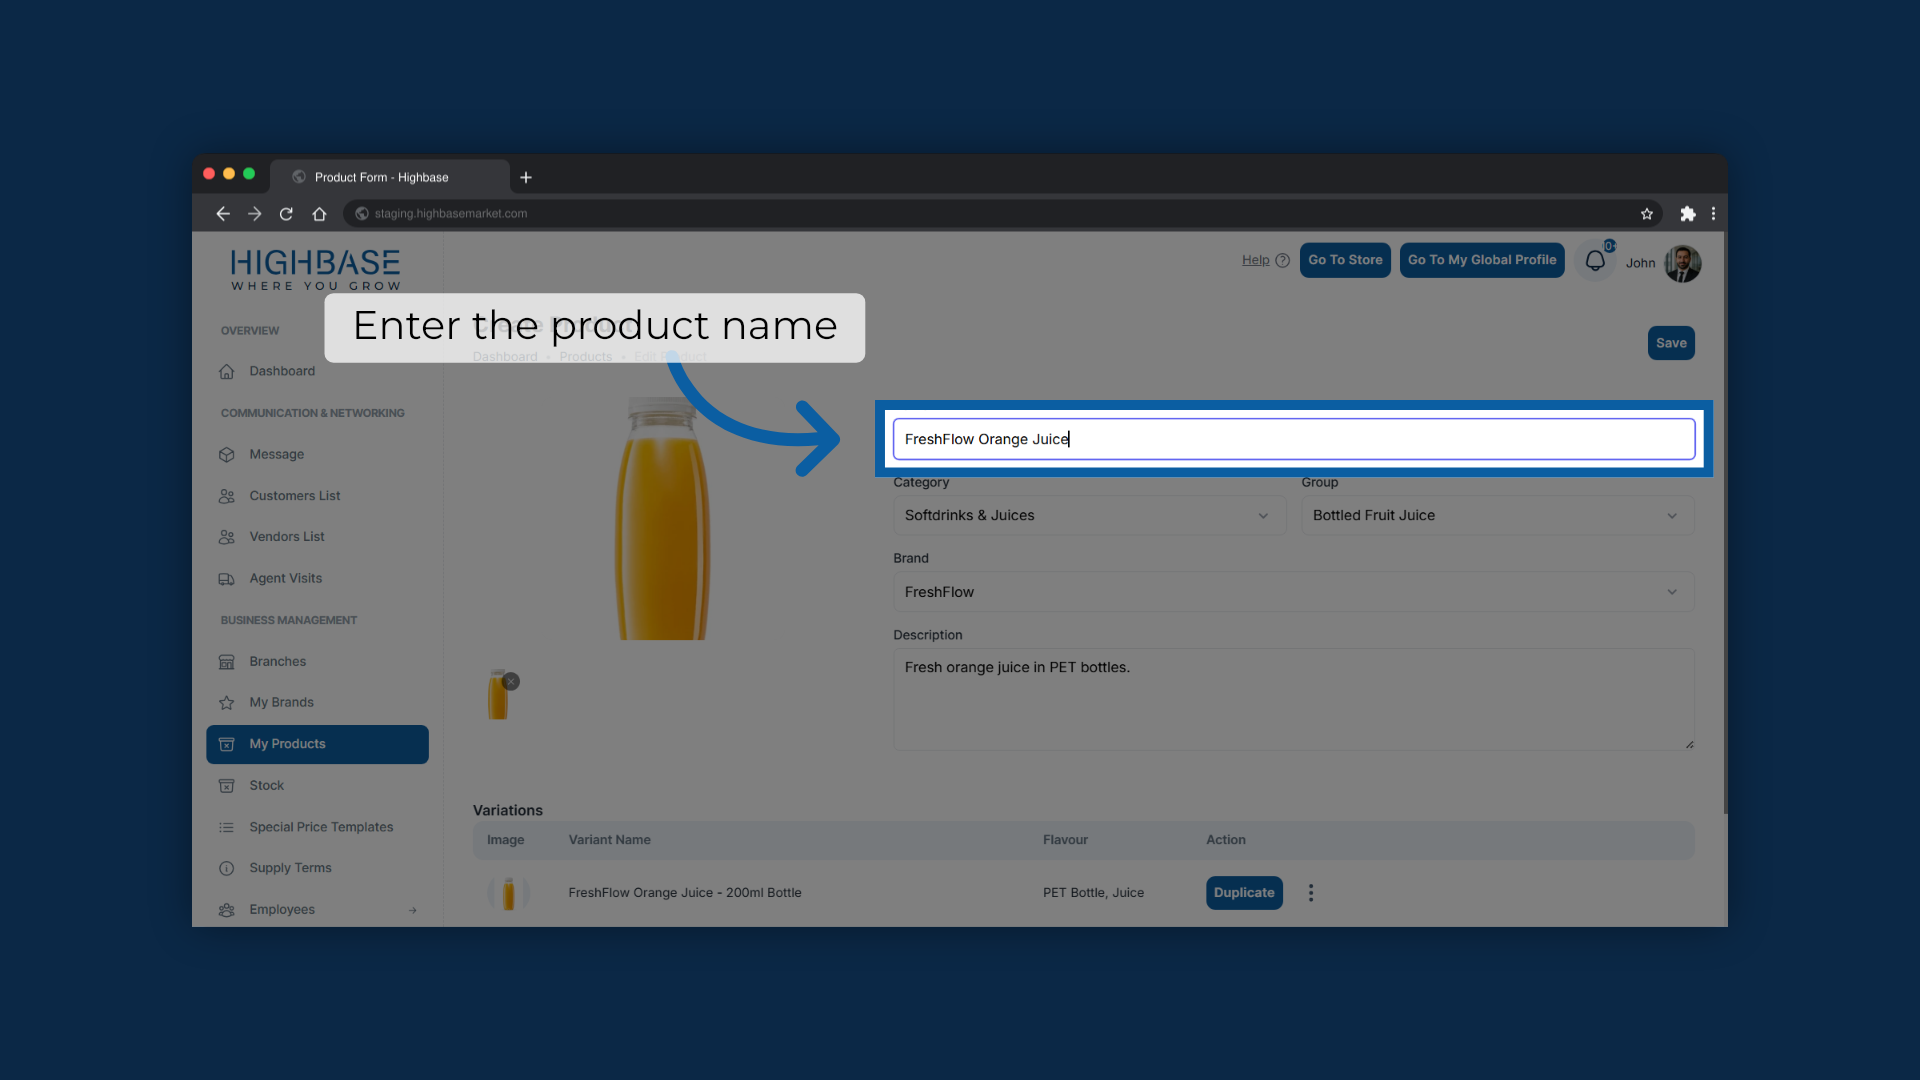 Product Form - Highbase
staging.highbasemarket.com
HIGHBASE
WHERE YOU GROW
Help
Go To Store
Go To My Global Profile
John
Enter the product name
Create Product
Dashboard • Products • Edit Product
Save
OVERVIEW
Dashboard
COMMUNICATION & NETWORKING
Message
Customers List
Vendors List
Agent Visits
BUSINESS MANAGEMENT
Branches
My Brands
My Products
Stock
Special Price Templates
Supply Terms
Employees
FreshFlow Orange Juice
Category
Group
Softdrinks & Juices
Bottled Fruit Juice
Brand
FreshFlow
Description
Fresh orange juice in PET bottles.
Variations
Image Variant Name Flavour Action
FreshFlow Orange Juice - 200ml Bottle PET Bottle, Juice Duplicate